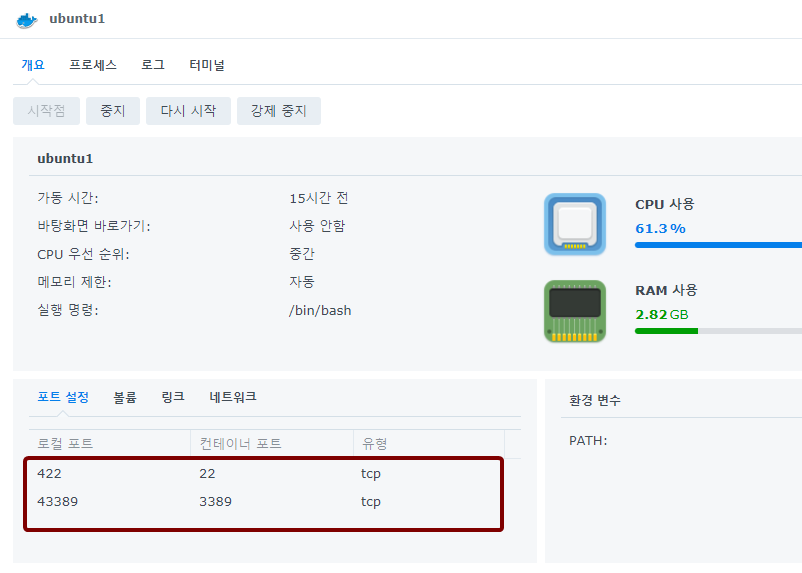 ubuntu1
개요 프로세스 로그 터미널
시작점 중지 다시 시작 강제 중지
ubuntu1
가동 시간: 15시간 전
바탕화면 바로가기: 사용 안함
CPU 우선 순위: 중간
메모리 제한: 자동
실행 명령: /bin/bash
CPU 사용
61.3%
RAM 사용
2.82GB
포트 설정 볼륨 링크 네트워크
로컬 포트 컨테이너 포트 유형
422 22 tcp
43389 3389 tcp
환경 변수
PATH: